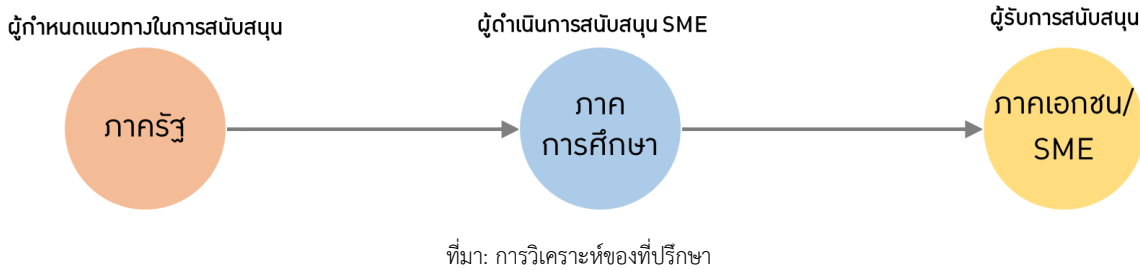 ผู้กำหนดแนวทางในการสนับสนุน
ผู้ดำเนินการสนับสนุน SME
ผู้รับการสนับสนุน
ภาครัฐ
ภาค
การศึกษา
ภาคเอกชน/
SME
ที่มา: การวิเคราะห์ของที่ปรึกษา